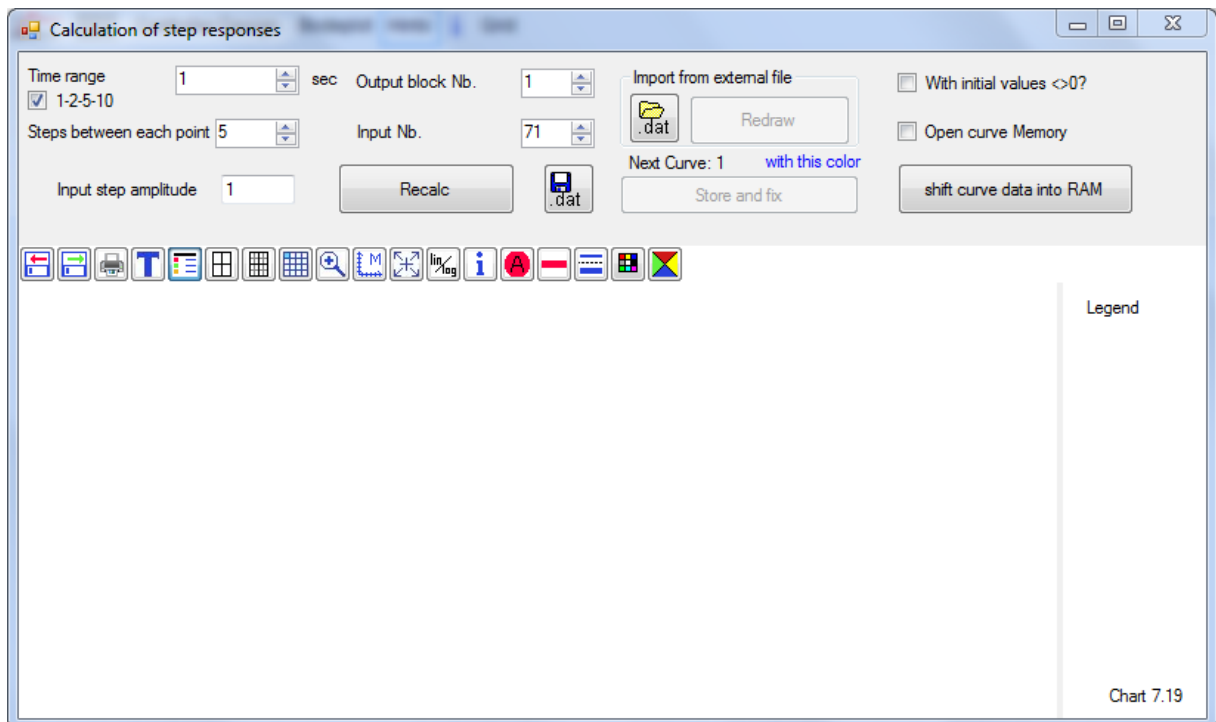 Calculation of step responses
Time range 1 sec
1-2-5-10
Steps between each point 5
Input step amplitude 1
Output block Nb. 1
Input Nb. 71
Recalc
.dat
Import from external file
.dat
Redraw
Next Curve: 1 with this color
Store and fix
With initial values <>0?
Open curve Memory
shift curve data into RAM
T
M
lin/log
i
A
Legend
Chart 7.19